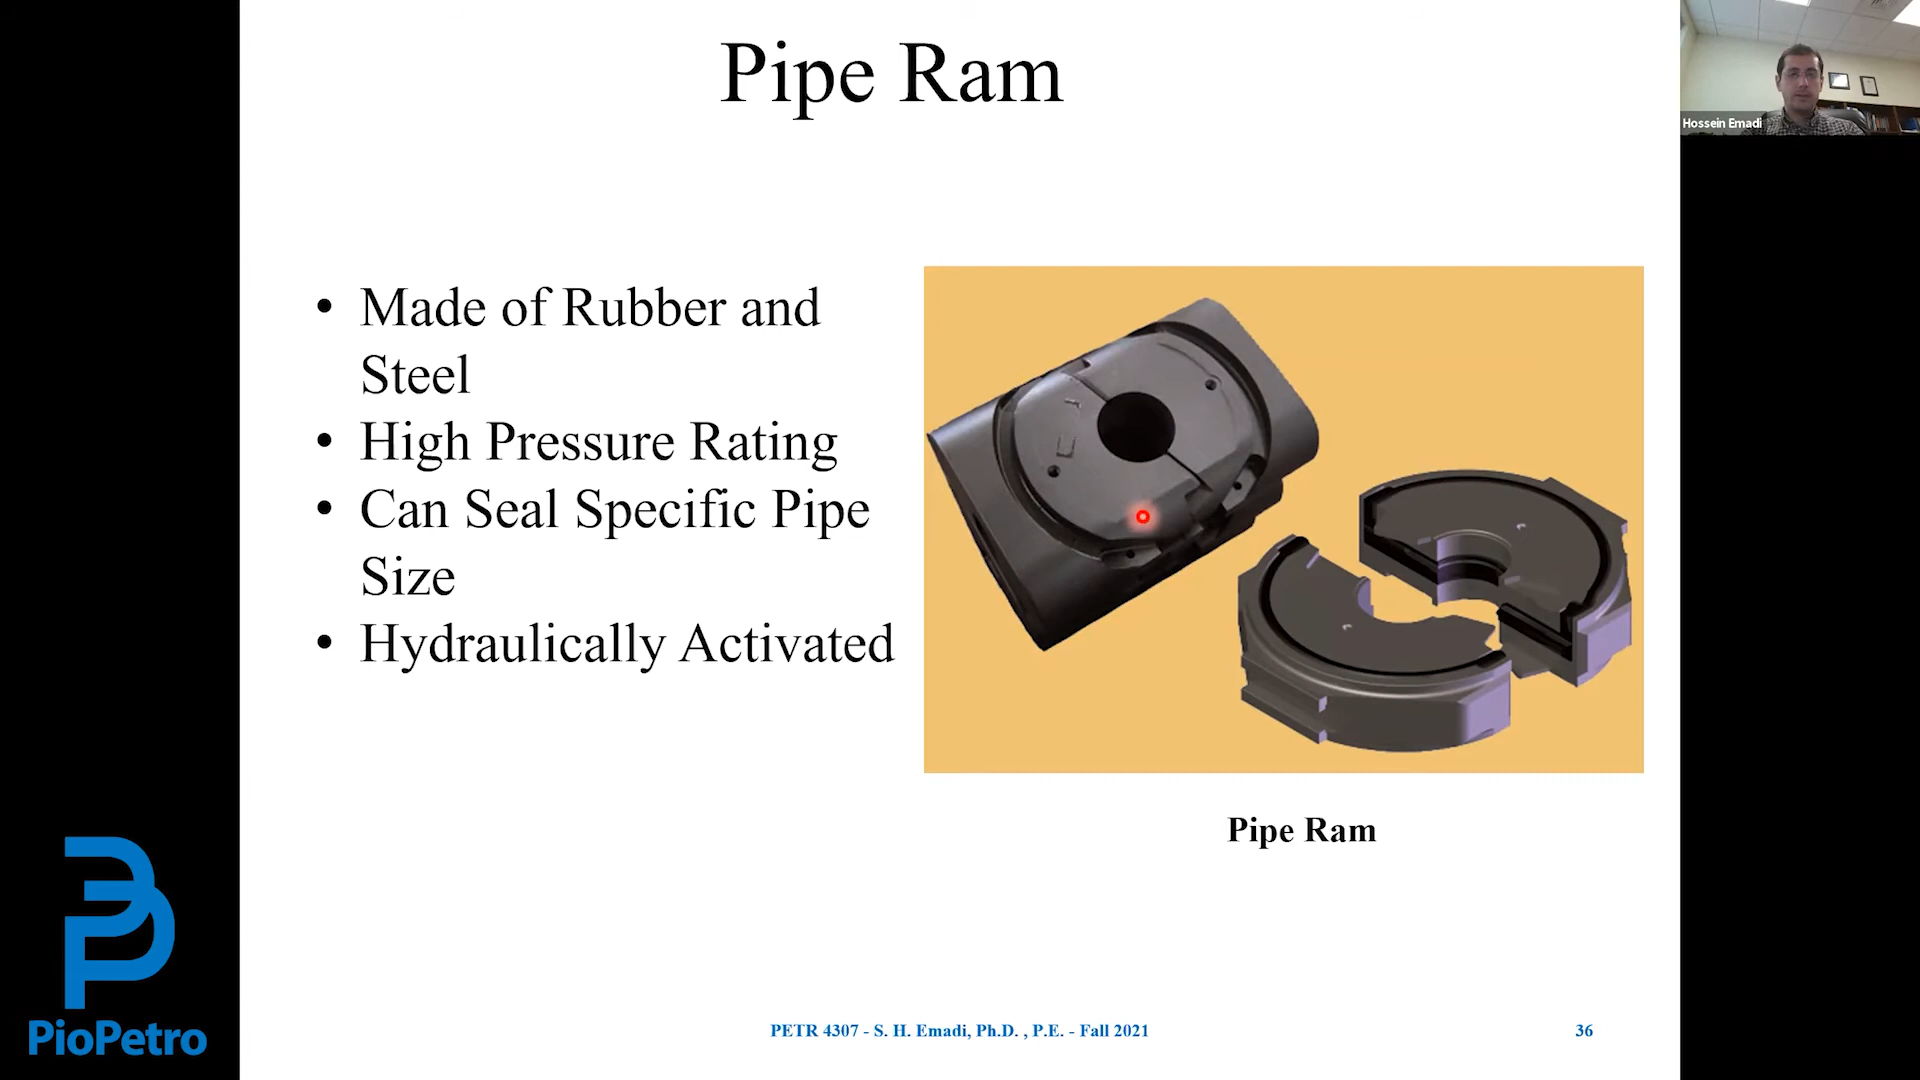 Pipe Ram
Hossein Emadi
• Made of Rubber and
Steel
• High Pressure Rating
• Can Seal Specific Pipe
Size
• Hydraulically Activated
Pipe Ram
PioPetro
PETR 4307 - S. H. Emadi, Ph.D. , P.E. - Fall 2021
36